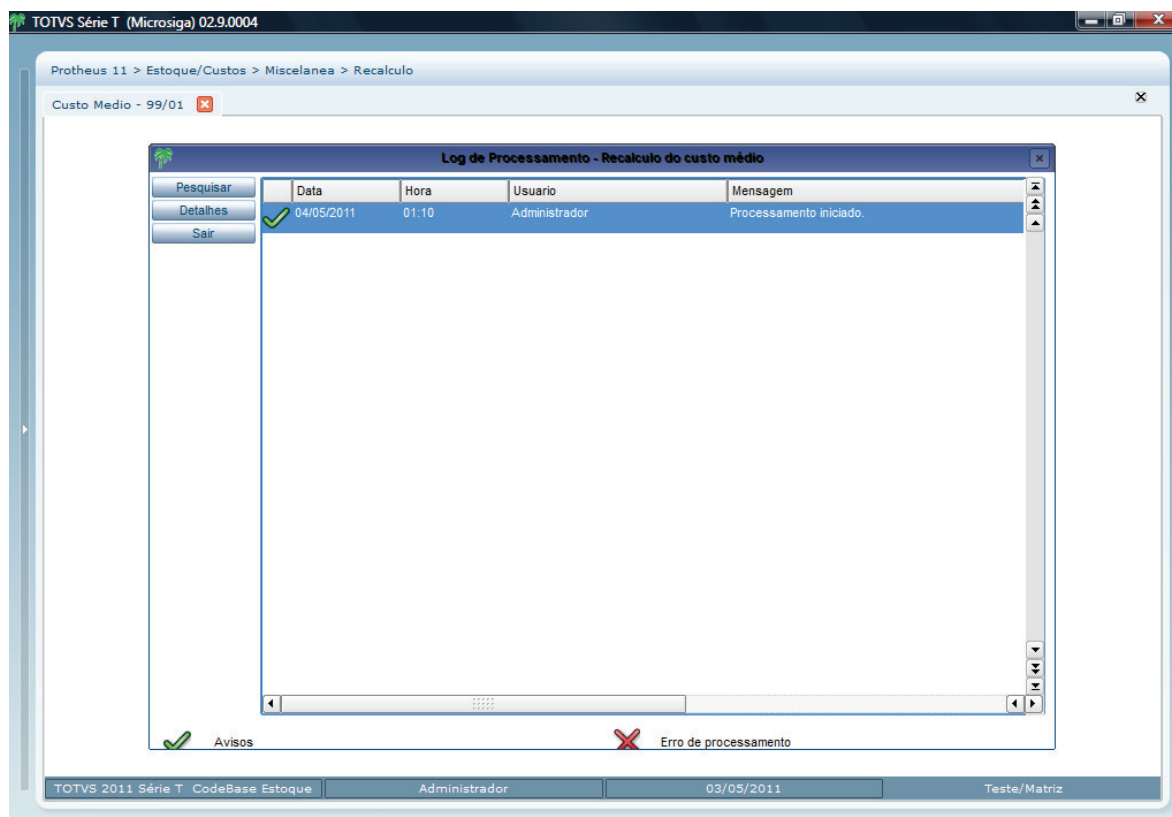 TOTVS Série T (Microsiga) 02.9.0004
Protheus 11 > Estoque/Custos > Miscelanea > Recalculo
Custo Medio - 99/01
Log de Processamento - Recalculo do custo médio
Pesquisar
Detalhes
Sair
Data Hora Usuario Mensagem
04/05/2011 01:10 Administrador Processamento iniciado.
Avisos Erro de processamento
TOTVS 2011 Série T CodeBase Estoque Administrador 03/05/2011 Teste/Matriz